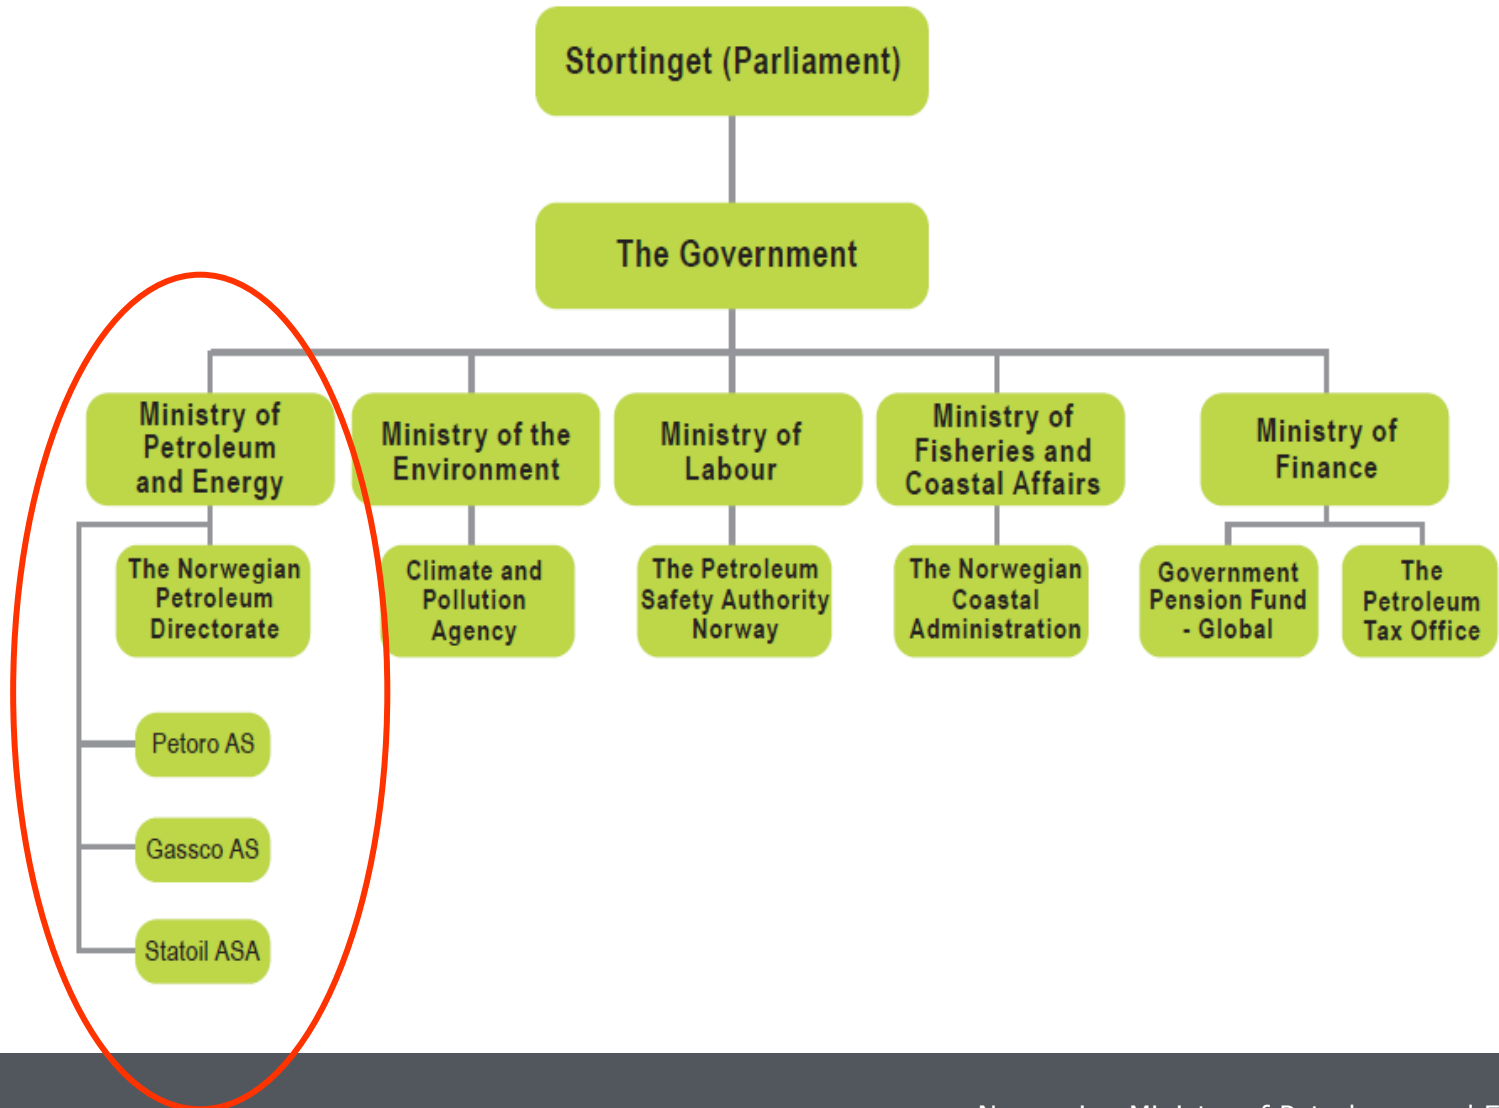 Stortinget (Parliament)
The Government
Ministry of
Petroleum
and Energy
Ministry of the
Environment
Ministry of
Labour
Ministry of
Fisheries and
Coastal Affairs
Ministry of
Finance
The Norwegian
Petroleum
Directorate
Climate and
Pollution
Agency
The Petroleum
Safety Authority
Norway
The Norwegian
Coastal
Administration
Government
Pension Fund
- Global
The
Petroleum
Tax Office
Petoro AS
Gassco AS
Statoil ASA